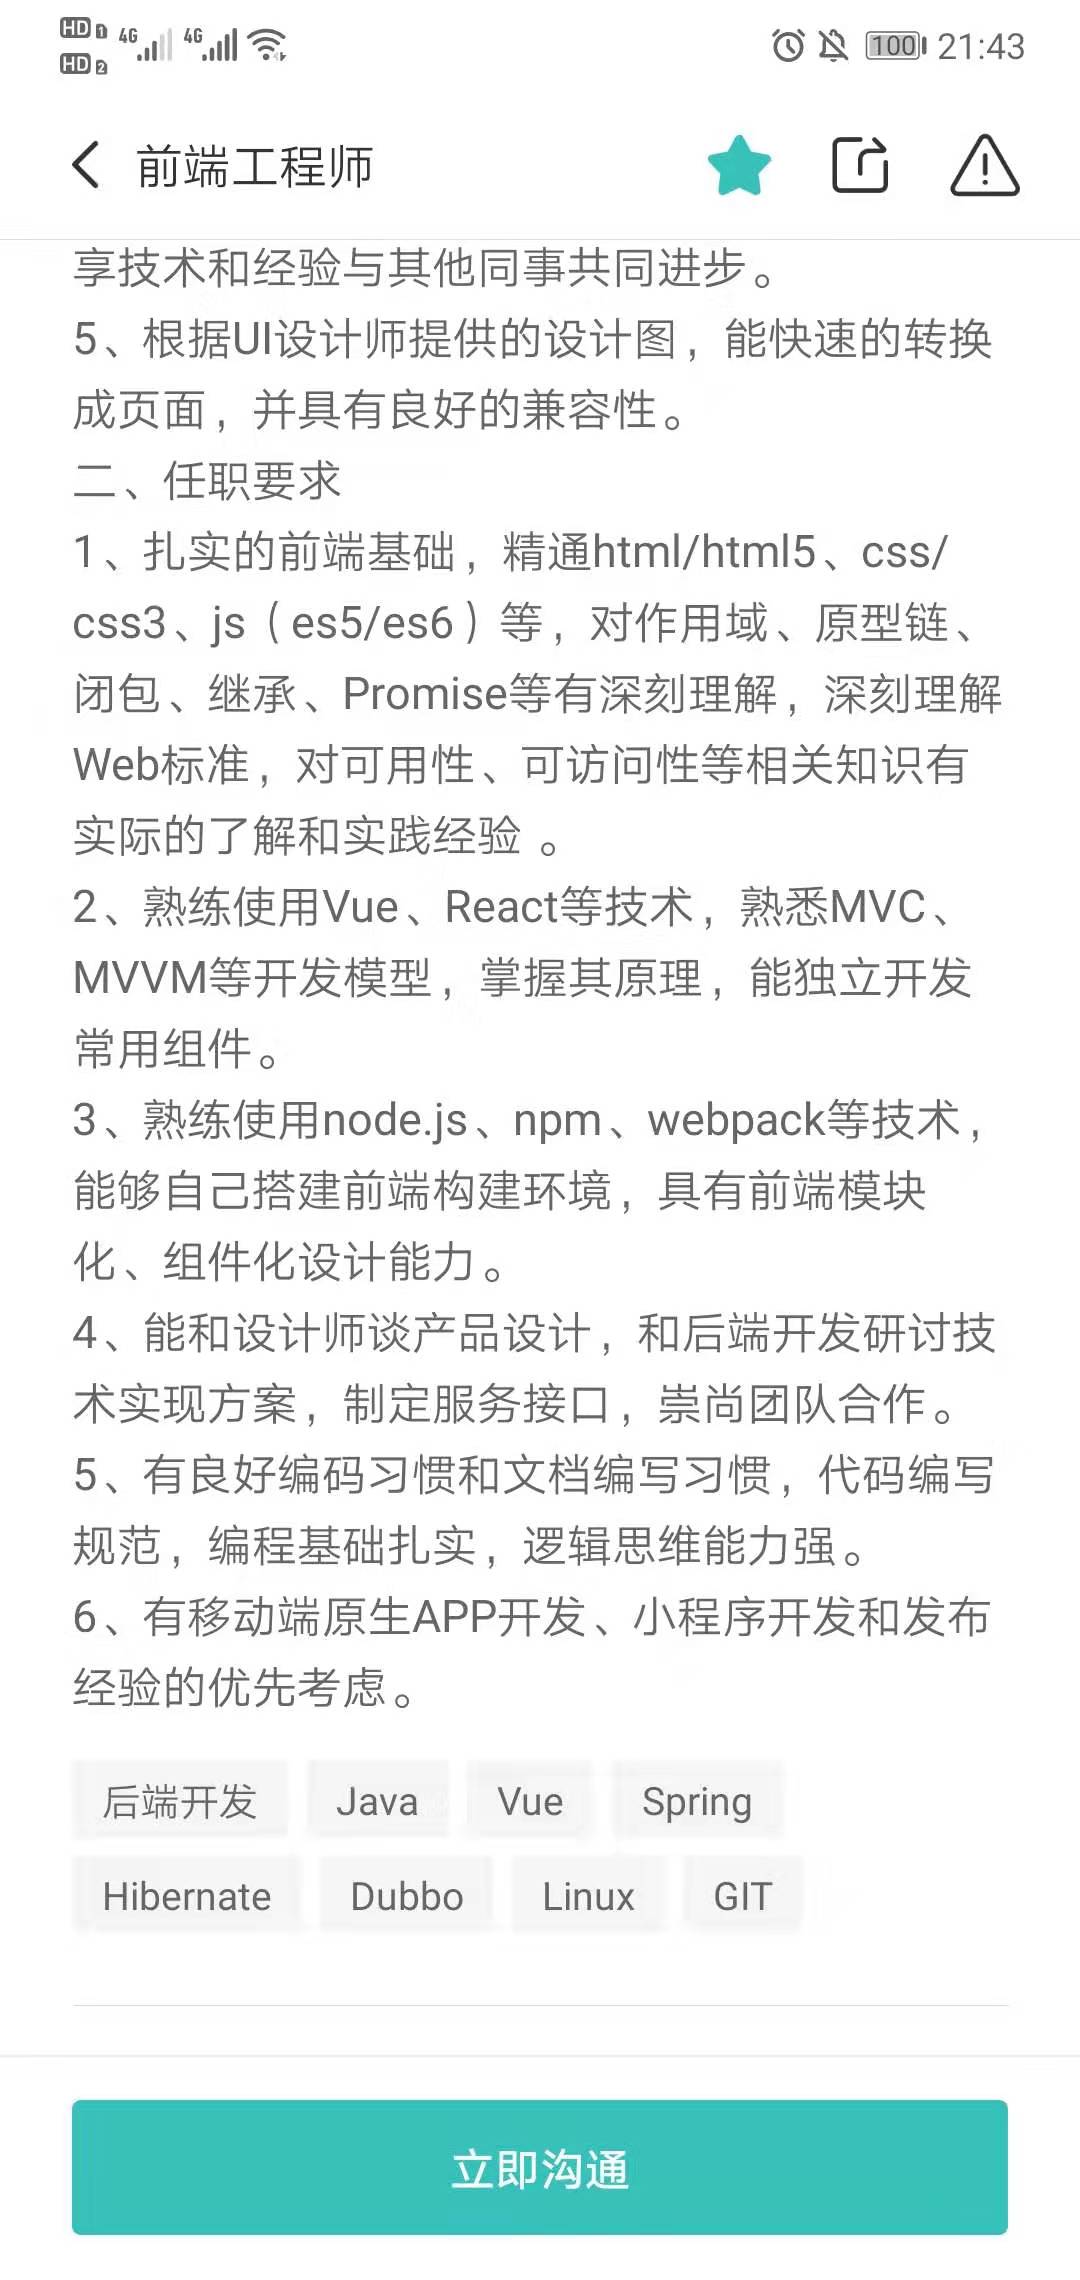 HD 1 4G 4G 100 21:43
HD 2
前端工程师
享技术和经验与其他同事共同进步。
5、根据UI设计师提供的设计图，能快速的转换
成页面，并具有良好的兼容性。
二、任职要求
1、扎实的前端基础，精通html/html5、css/
css3、js（es5/es6）等，对作用域、原型链、
闭包、继承、Promise等有深刻理解，深刻理解
Web标准，对可用性、可访问性等相关知识有
实际的了解和实践经验 。
2、熟练使用Vue、React等技术，熟悉MVC、
MVVM等开发模型，掌握其原理，能独立开发
常用组件。
3、熟练使用node.js、npm、webpack等技术，
能够自己搭建前端构建环境，具有前端模块
化、组件化设计能力。
4、能和设计师谈产品设计，和后端开发研讨技
术实现方案，制定服务接口，崇尚团队合作。
5、有良好编码习惯和文档编写习惯，代码编写
规范，编程基础扎实，逻辑思维能力强。
6、有移动端原生APP开发、小程序开发和发布
经验的优先考虑。
后端开发 Java Vue Spring
Hibernate Dubbo Linux GIT
立即沟通